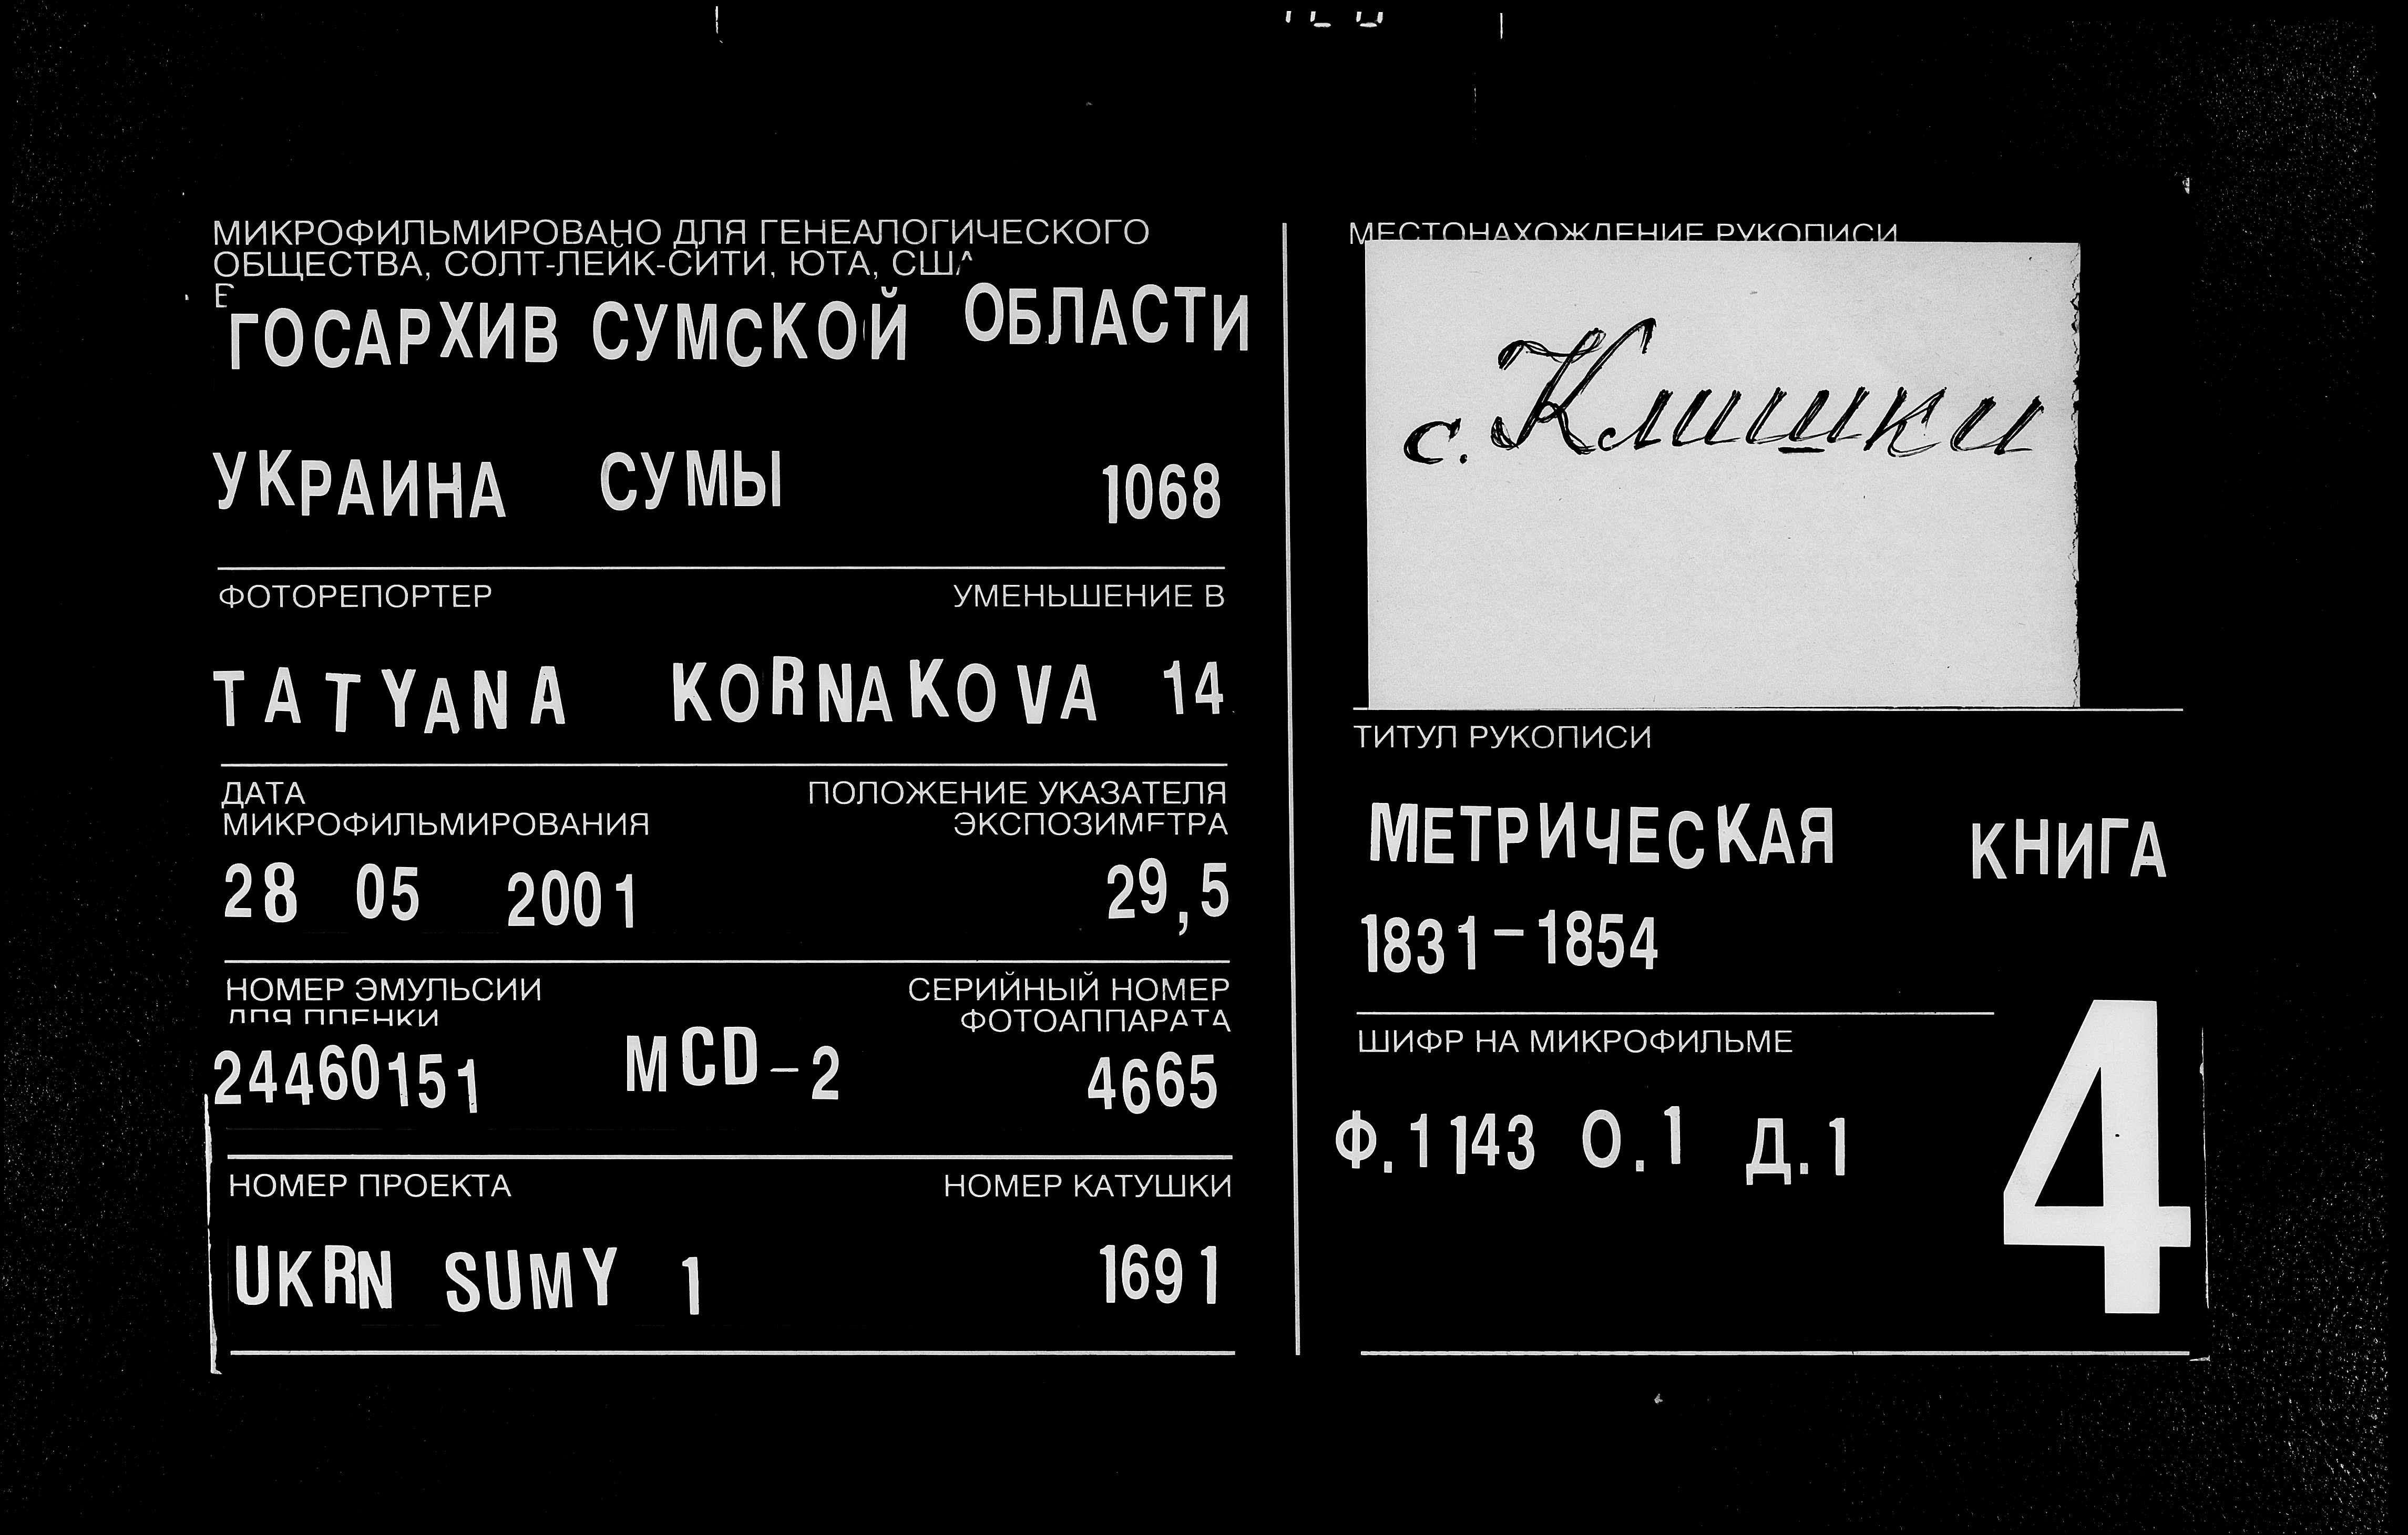 МИКРОФИЛЬМИРОВАНО ДЛЯ ГЕНЕАЛОГИЧЕСКОГО
ОБЩЕСТВА, СОЛТ-ЛЕЙК-СИТИ, ЮТА, США
В
ГОСАРХИВ СУМСКОЙ ОБЛАСТИ
УКРАИНА СУМЫ 1068
ФОТОРЕПОРТЕР УМЕНЬШЕНИЕ В
TATYANA KORNAKOVA 14
ДАТА
МИКРОФИЛЬМИРОВАНИЯ
ПОЛОЖЕНИЕ УКАЗАТЕЛЯ
ЭКСПОЗИМЕТРА
28 05 2001 29,5
НОМЕР ЭМУЛЬСИИ
ДЛЯ ПЛЕНКИ
СЕРИЙНЫЙ НОМЕР
ФОТОАППАРАТА
24460151 MCD-2 4665
НОМЕР ПРОЕКТА НОМЕР КАТУШКИ
UKRN SUMY 1 1691
МЕСТОНАХОЖДЕНИЕ РУКОПИСИ
с. Клишки
ТИТУЛ РУКОПИСИ
МЕТРИЧЕСКАЯ КНИГА
1831-1854
ШИФР НА МИКРОФИЛЬМЕ
Ф.1143 О.1 Д.1
4